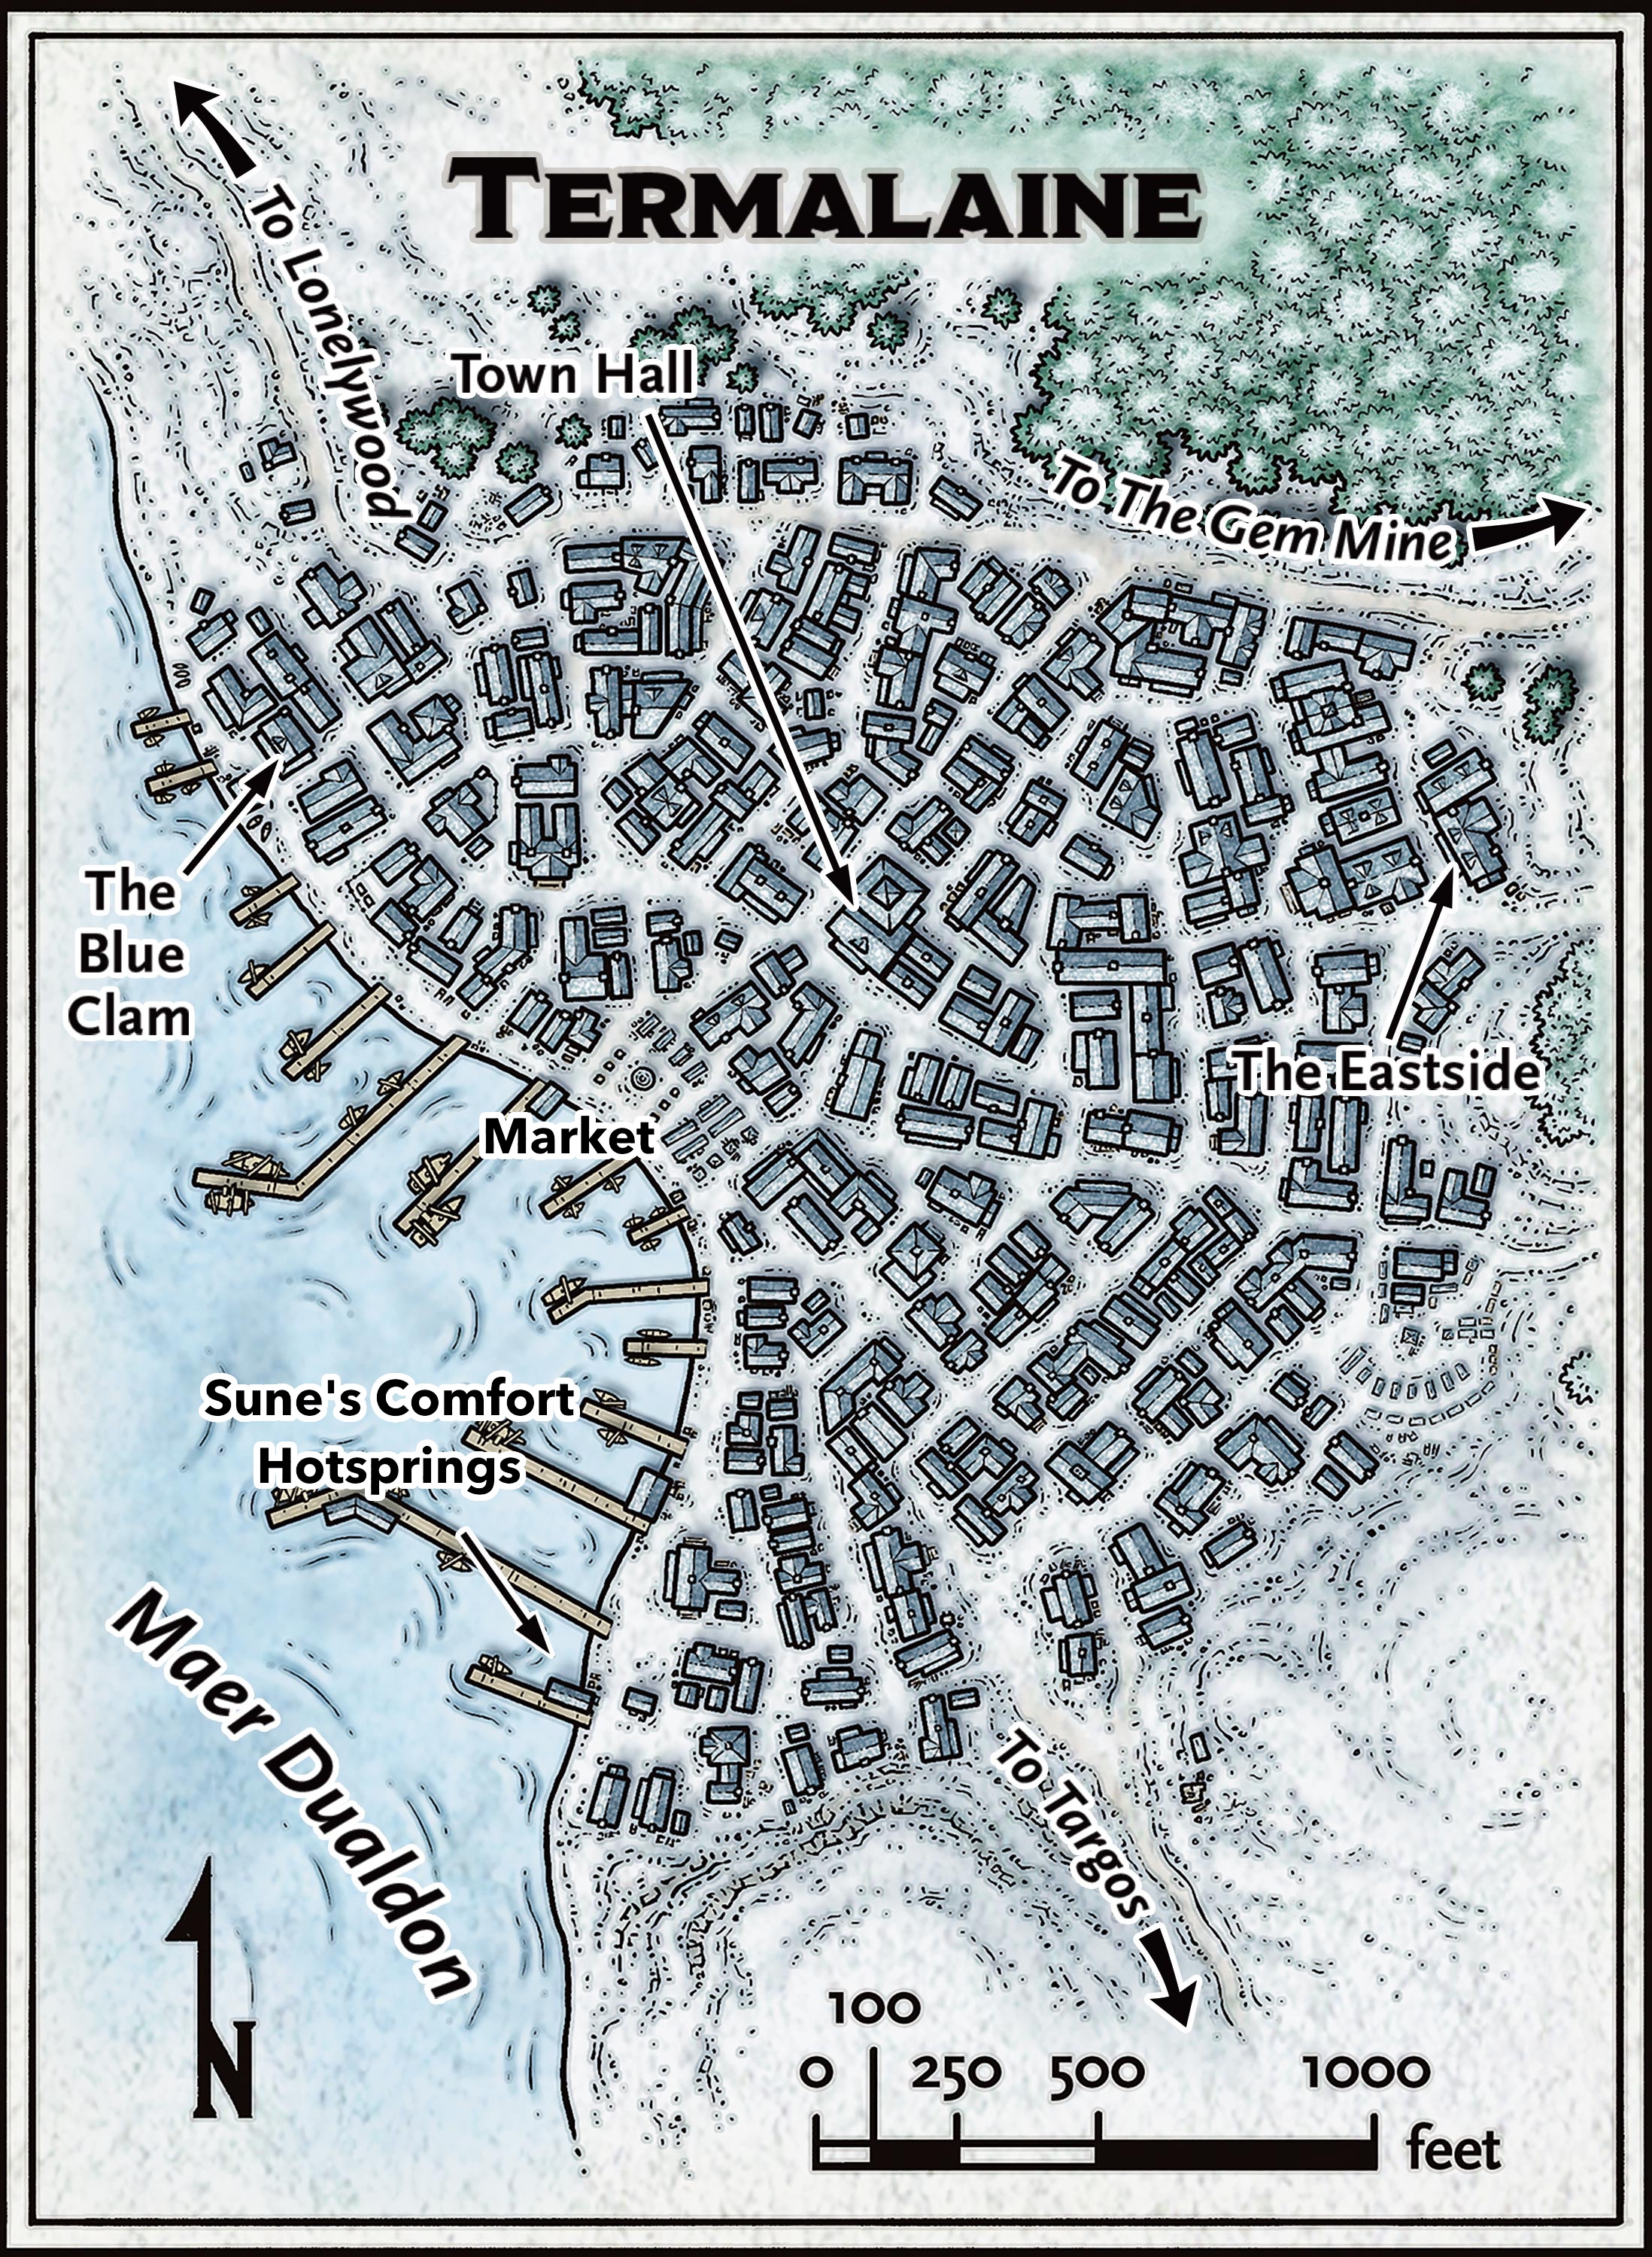 TERMALAINE
To Lonelywood
Town Hall
To The Gem Mine
The
Blue
Clam
The Eastside
Market
Sune's Comfort
Hotsprings
Maer Dualdon
To Targos
N
100
0 250 500 1000
feet